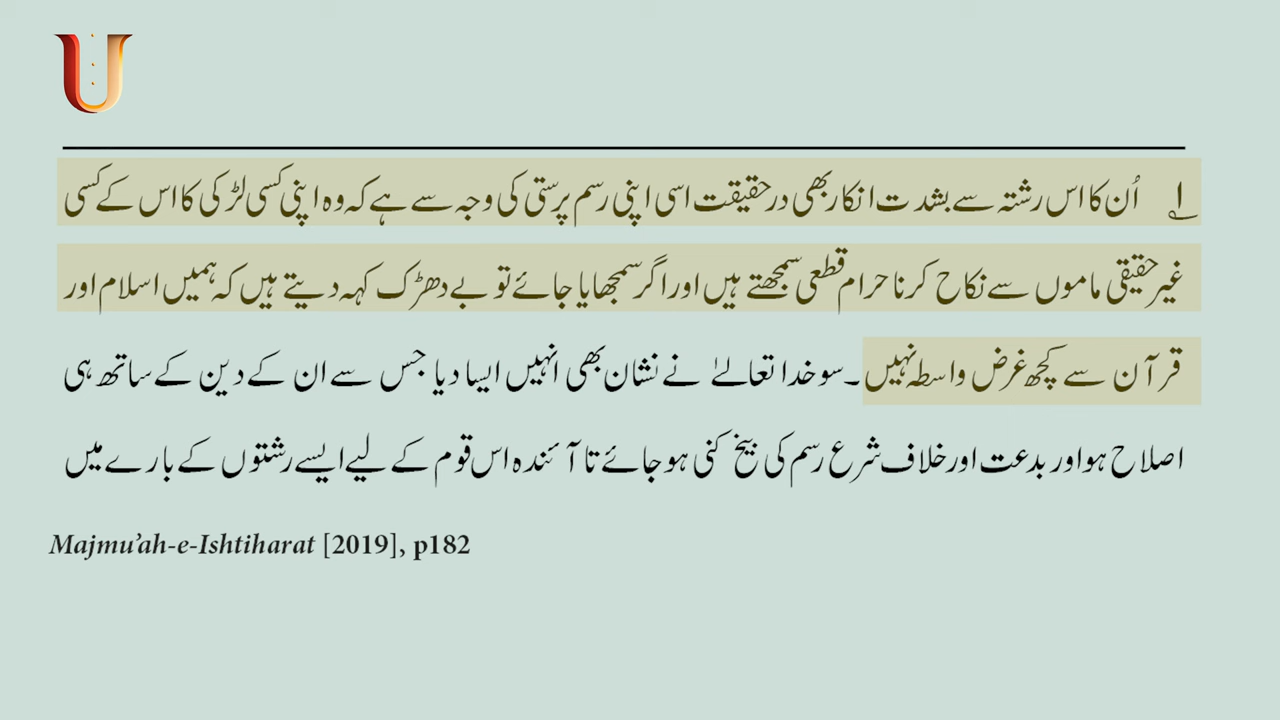 U
۱؎ اُن کا اس رشتہ سے بشدت انکار بھی درحقیقت اسی اپنی رسم پرستی کی وجہ سے ہے کہ وہ اپنی کسی لڑکی کا اس کے کسی
غیر حقیقی ماموں سے نکاح کرنا حرام قطعی سمجھتے ہیں اور اگر سمجھایا جائے تو بے دھڑک کہہ دیتے ہیں کہ ہمیں اسلام اور
قرآن سے کچھ غرض واسطہ نہیں۔ سو خدا تعالےٰ نے نشان بھی انہیں ایسا دیا جس سے ان کے دین کے ساتھ ہی
اصلاح ہو اور بدعت اور خلاف شرع رسم کی بیخ کنی ہو جائے تا آئندہ اس قوم کے لیے ایسے رشتوں کے بارے میں
Majmu’ah-e-Ishtiharat [2019], p182